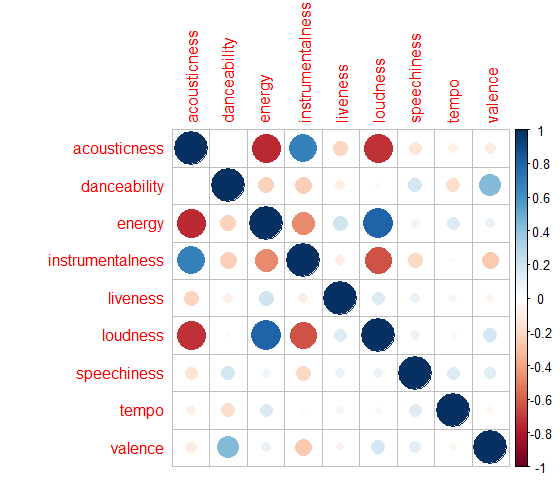 acousticness
danceability
energy
instrumentalness
liveness
loudness
speechiness
tempo
valence
acousticness
danceability
energy
instrumentalness
liveness
loudness
speechiness
tempo
valence
1
0.8
0.6
0.4
0.2
0
-0.2
-0.4
-0.6
-0.8
-1